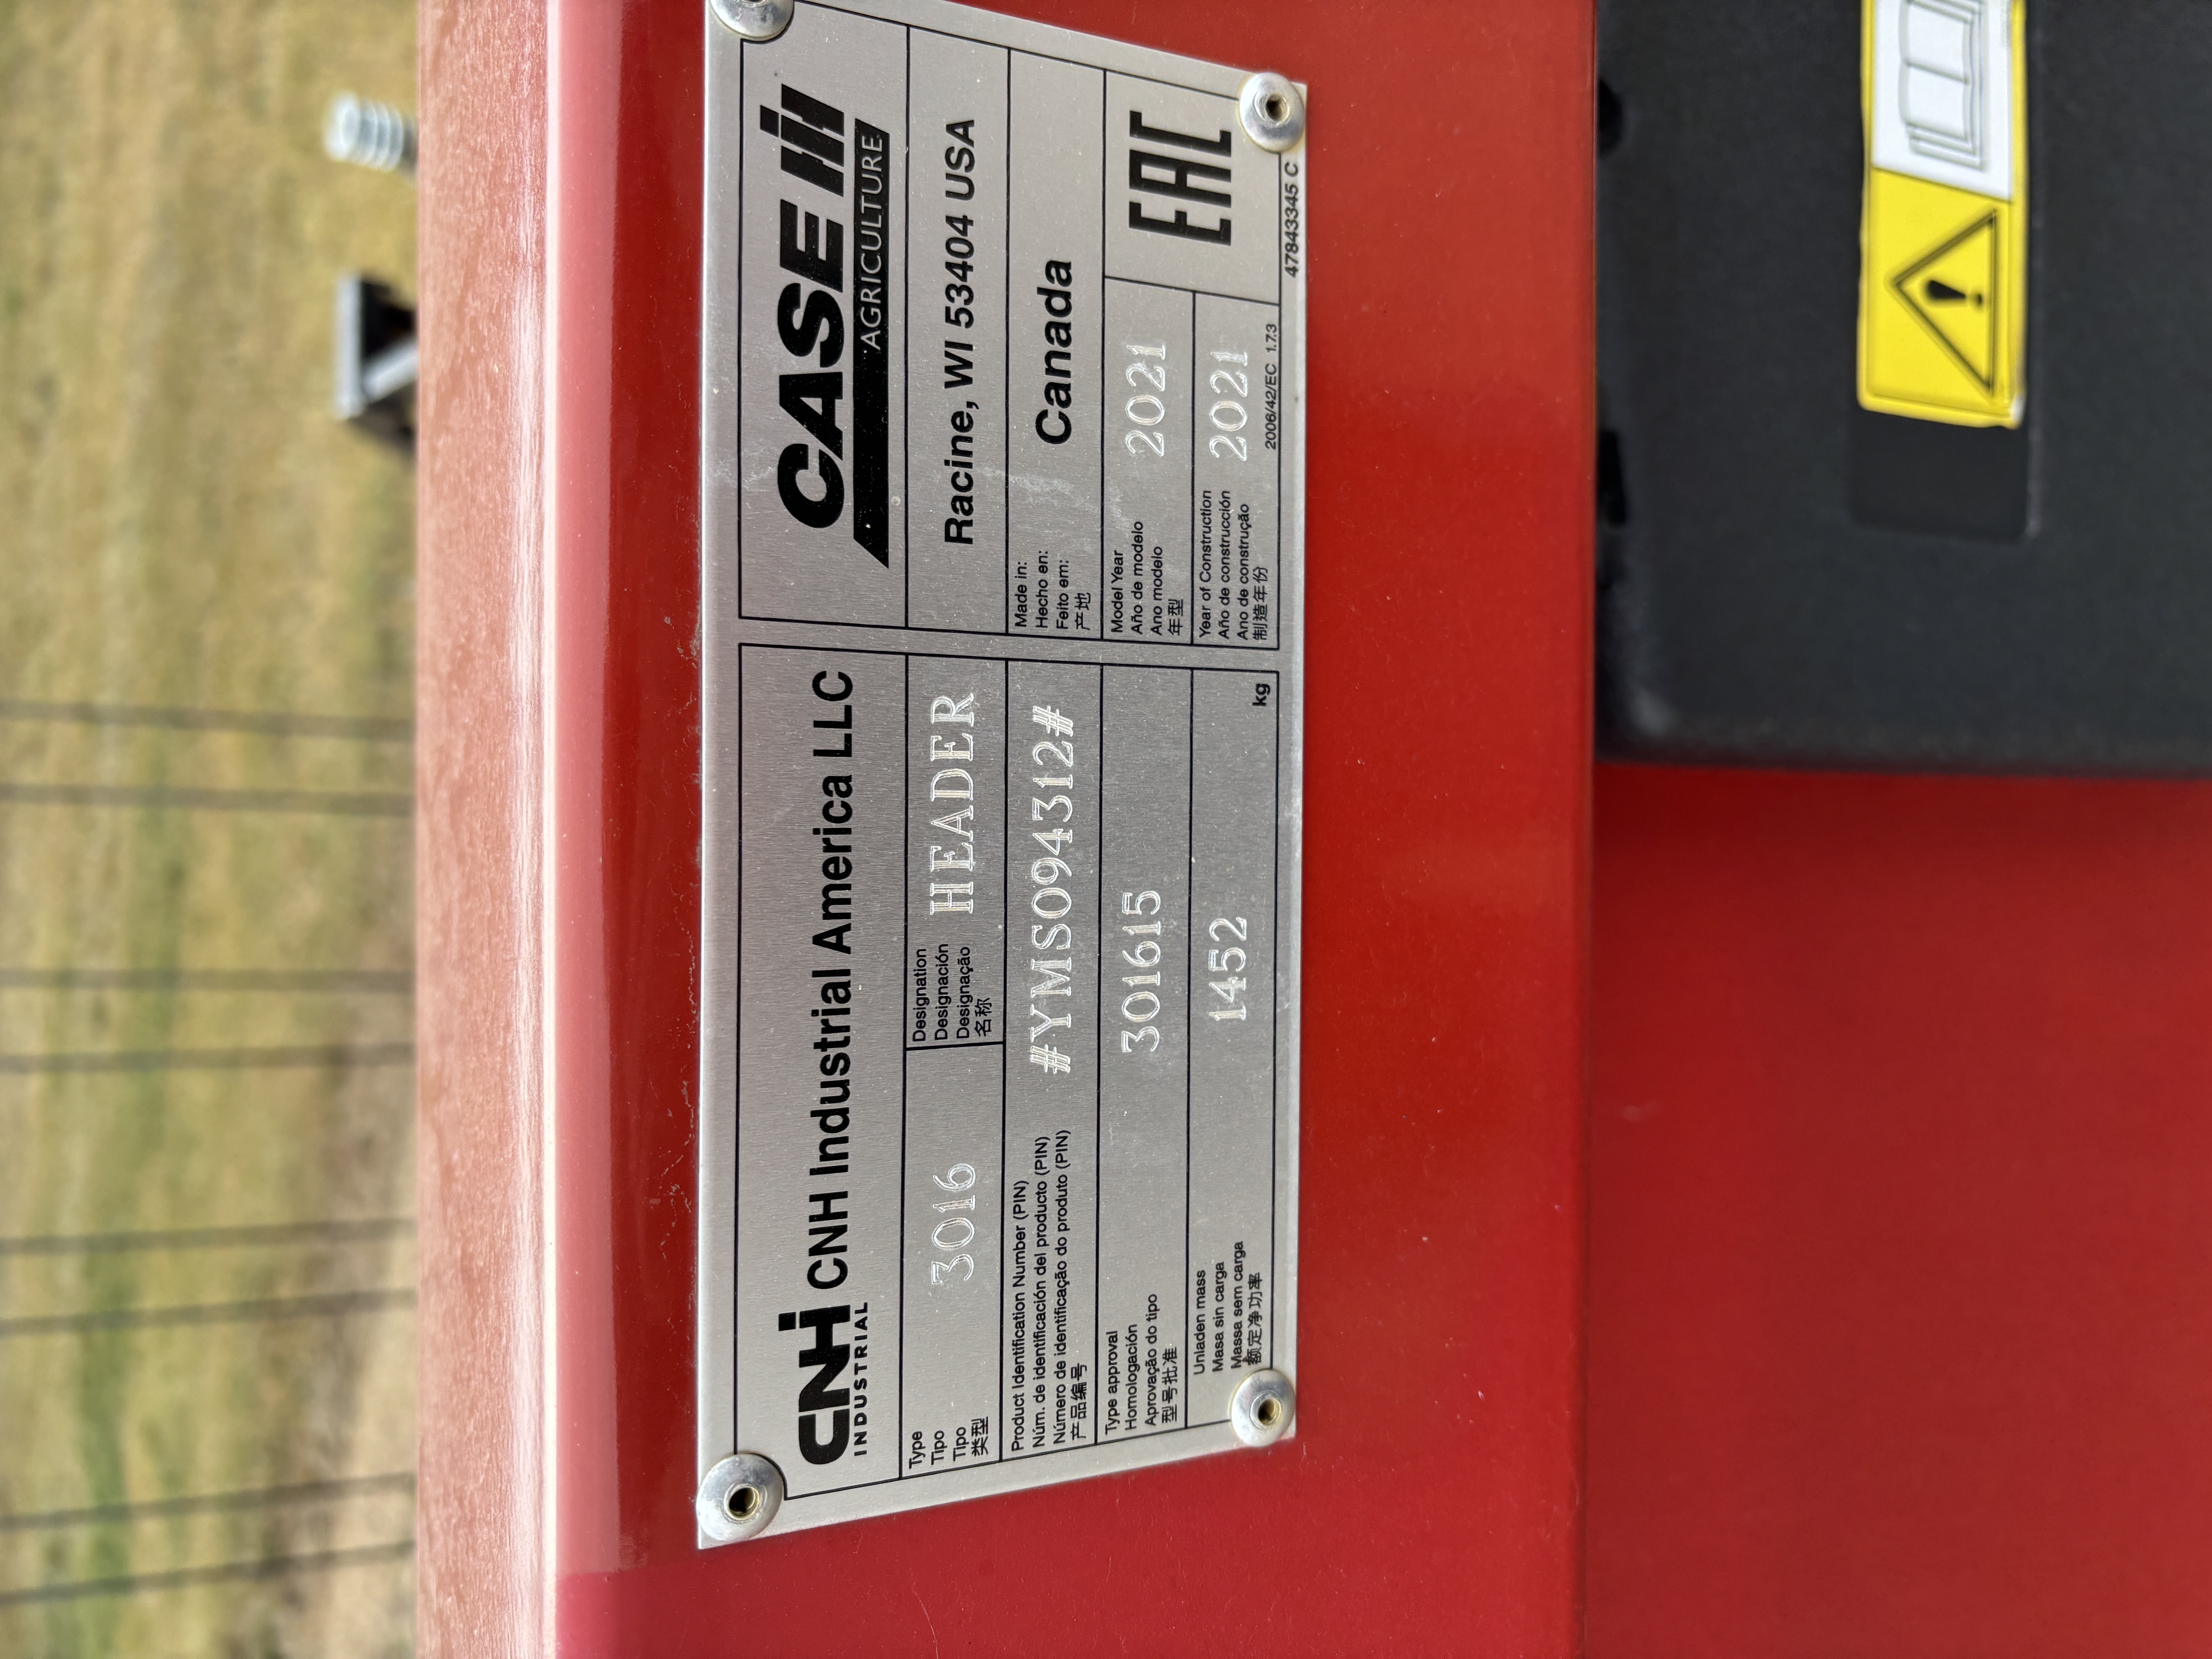 CNH INDUSTRIAL CNH Industrial America LLC
Type
Tipo
Tipo
类型
3016
Designation
Designación
Designação
名称
HEADER
Product Identification Number (PIN)
Núm. de identificación del producto (PIN)
Número de identificação do produto (PIN)
产品编号
#YMS094312#
Type approval
Homologación
Aprovação do tipo
型号批准
301615
Unladen mass
Masa sin carga
Massa sem carga
额定净功率
1452
kg
CASE IH
AGRICULTURE
Racine, WI 53404 USA
Made in:
Hecho en:
Feito em:
产地
Canada
Model Year
Año de modelo
Ano modelo
年型
2021
Year of Construction
Año de construcción
Ano de construção
制造年份
2021
2006/42/EC 1.7.3
EAC
47843345 C